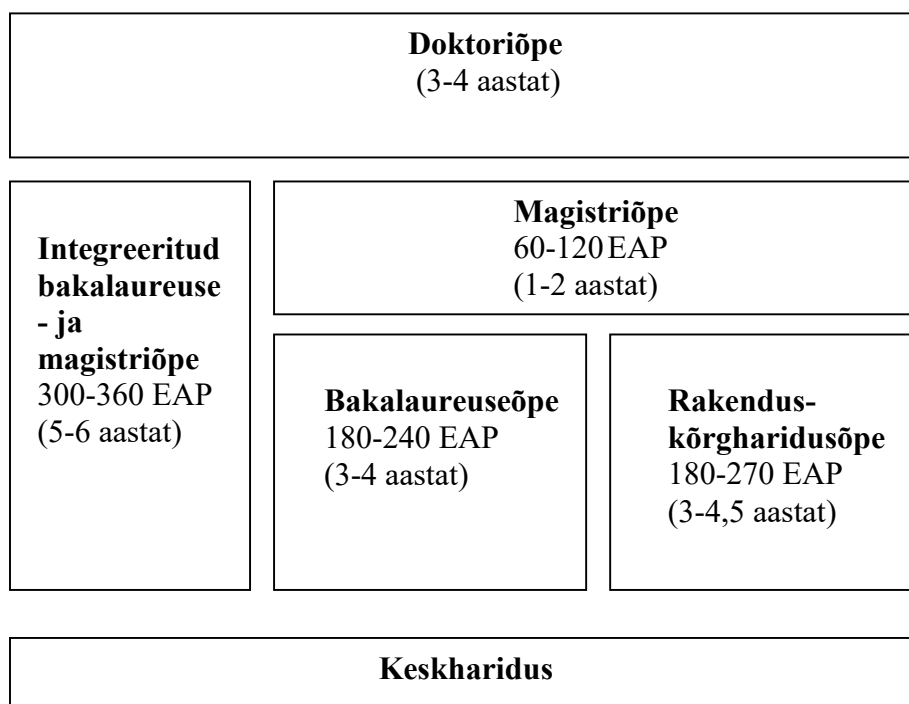 Doktoriõpe
(3-4 aastat)
Integreeritud
bakalaureuse
- ja
magistriõpe
300-360 EAP
(5-6 aastat)
Magistriõpe
60-120 EAP
(1-2 aastat)
Bakalaureuseõpe
180-240 EAP
(3-4 aastat)
Rakendus-
kõrgharidusõpe
180-270 EAP
(3-4,5 aastat)
Keskharidus